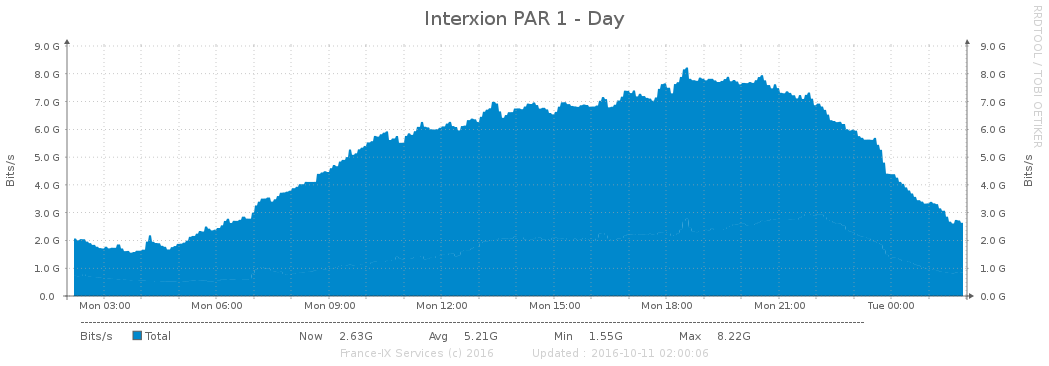 Interxion PAR 1 - Day
RRDTOOL / TOBI OETIKER
Bits/s
9.0 G 9.0 G
8.0 G 8.0 G
7.0 G 7.0 G
6.0 G 6.0 G
5.0 G 5.0 G
4.0 G 4.0 G
3.0 G 3.0 G
2.0 G 2.0 G
1.0 G 1.0 G
0.0 0.0 G
Bits/s
Mon 03:00 Mon 06:00 Mon 09:00 Mon 12:00 Mon 15:00 Mon 18:00 Mon 21:00 Tue 00:00
Bits/s Total Now 2.63G Avg 5.21G Min 1.55G Max 8.22G
France-IX Services (c) 2016 Updated : 2016-10-11 02:00:06